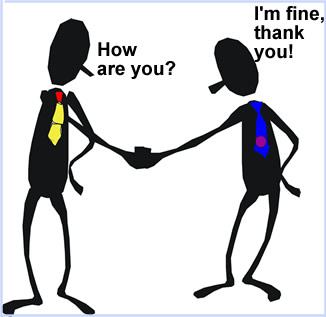 How
are you?
I'm fine,
thank
you!